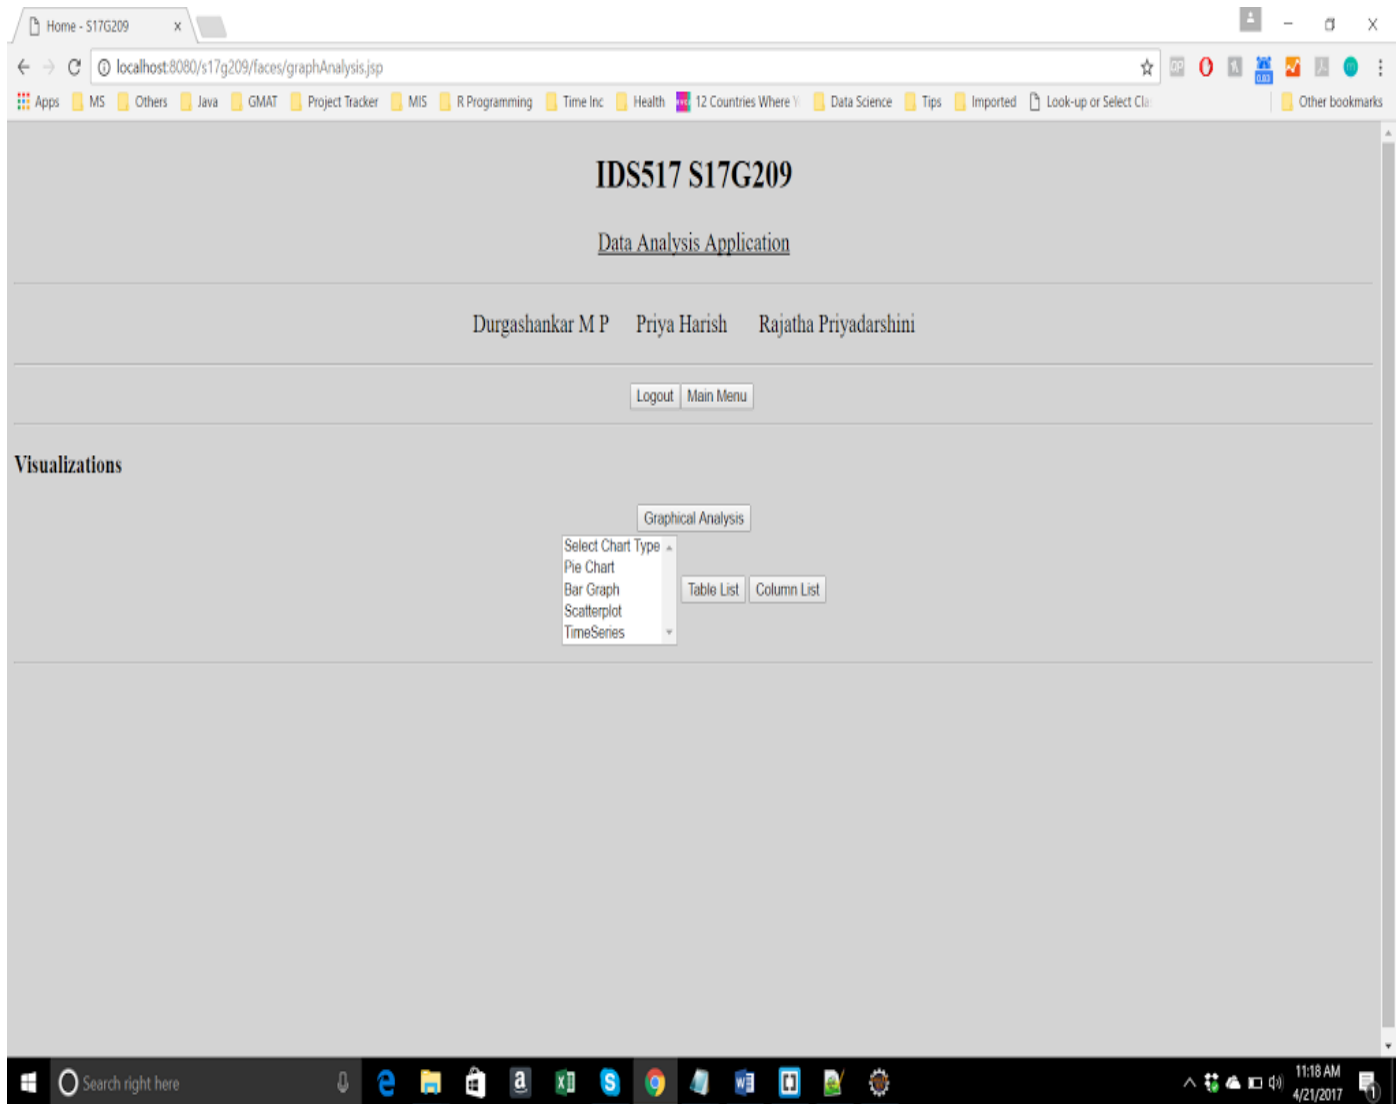 Home - S17G209
localhost:8080/s17g209/faces/graphAnalysis.jsp
Apps MS Others Java GMAT Project Tracker MIS R Programming Time Inc Health 12 Countries Where Data Science Tips Imported Look-up or Select Cla Other bookmarks
IDS517 S17G209
Data Analysis Application
Durgashankar M P Priya Harish Rajatha Priyadarshini
Logout Main Menu
Visualizations
Graphical Analysis
Select Chart Type
Pie Chart
Bar Graph
Table List Column List
Scatterplot
TimeSeries
Search right here
11:18 AM
4/21/2017